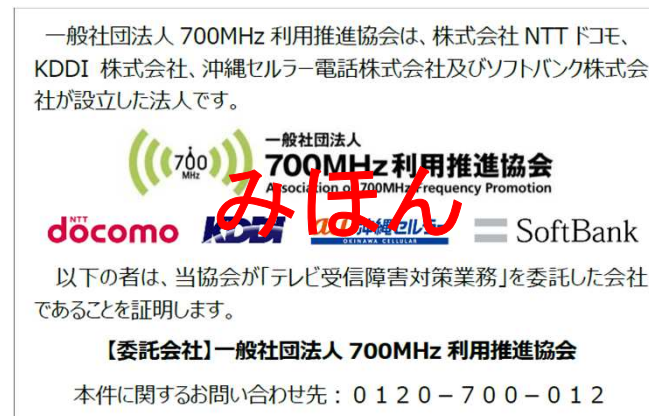 一般社団法人 700MHz 利用推進協会は、株式会社 NTT ドコモ、
KDDI 株式会社、沖縄セルラー電話株式会社及びソフトバンク株式会
社が設立した法人です。
700
MHz
一般社団法人
700MHz利用推進協会
Association of 700MHz Frequency Promotion
みほん
NTT
docomo KDDI au沖縄セルラー SoftBank
OKINAWA CELLULAR
以下の者は、当協会が「テレビ受信障害対策業務」を委託した会社
であることを証明します。
【委託会社】一般社団法人 700MHz 利用推進協会
本件に関するお問い合わせ先：０１２０－７００－０１２